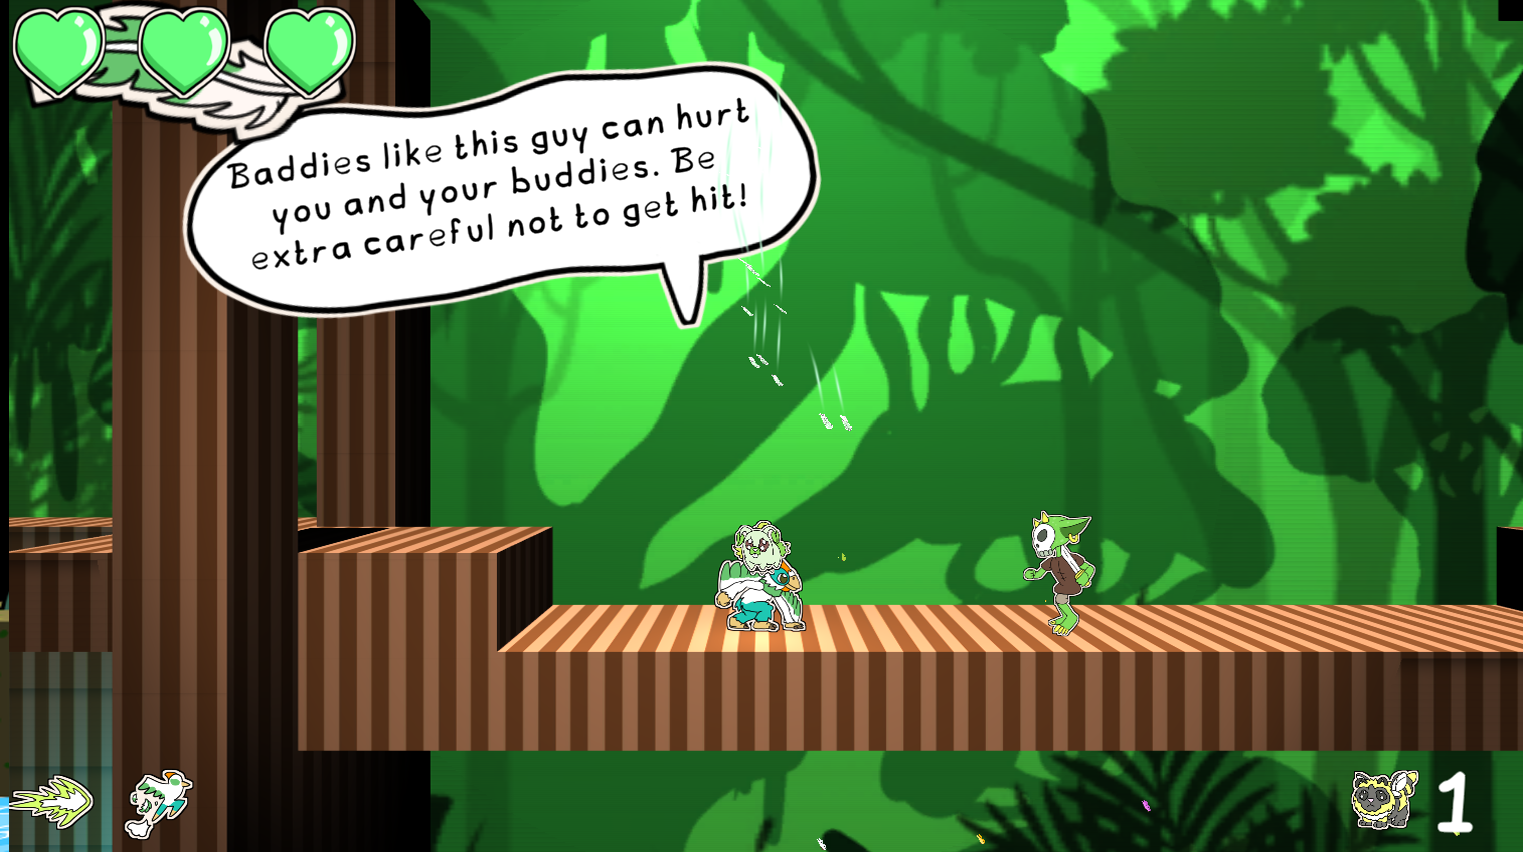 Baddies like this guy can hurt
you and your buddies. Be
extra careful not to get hit!
1